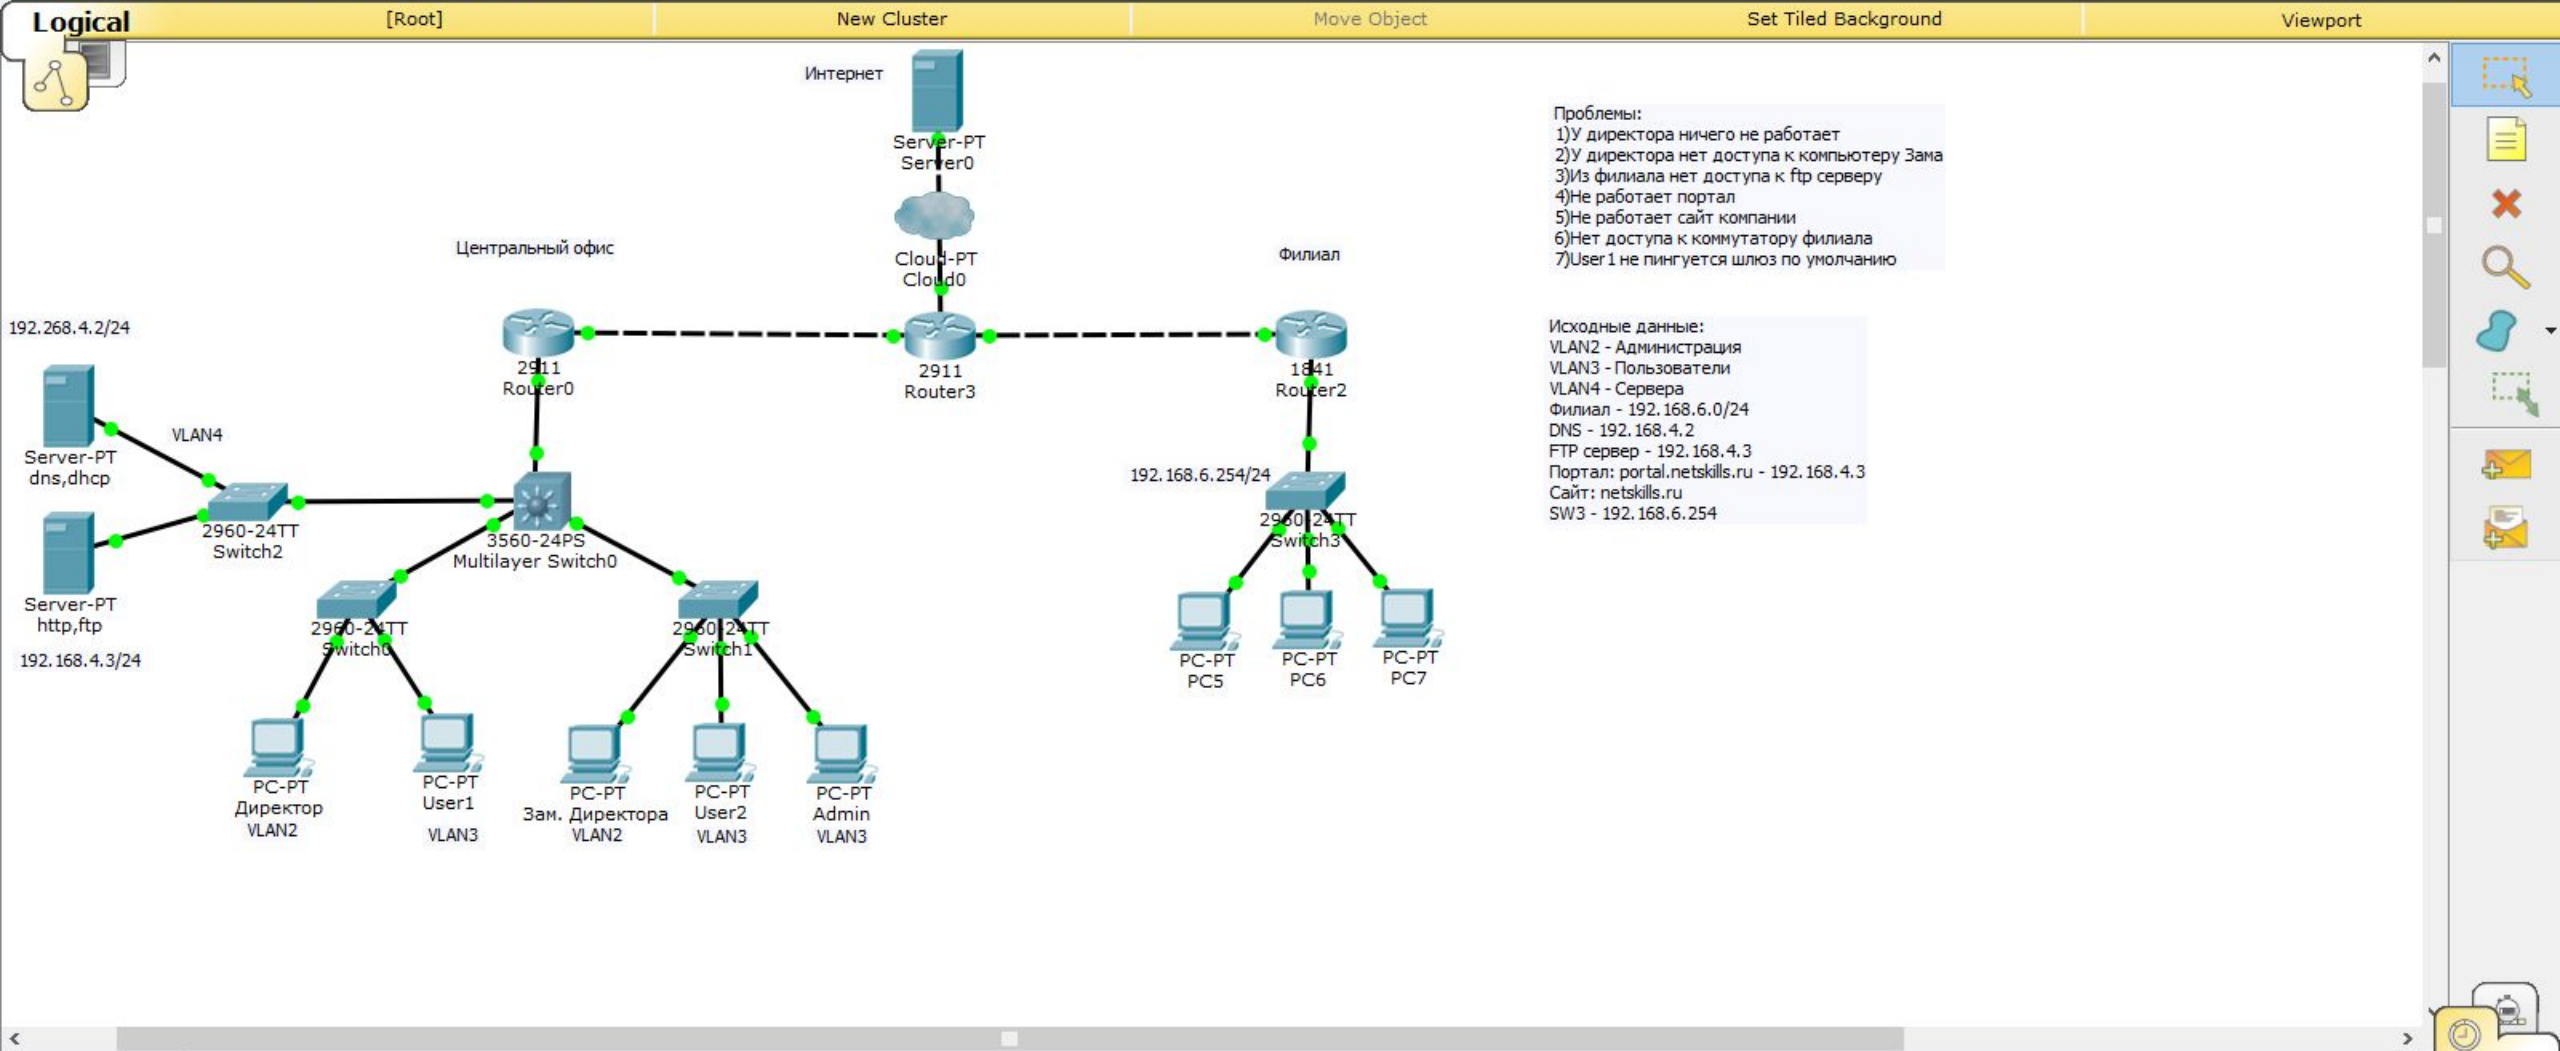 Logical
[Root]
New Cluster
Move Object
Set Tiled Background
Viewport
Интернет
Server-PT
Server0
Cloud-PT
Cloud0
Центральный офис
Филиал
192.268.4.2/24
2911
Router0
2911
Router3
1841
Router2
VLAN4
Server-PT
dns,dhcp
2960-24TT
Switch2
3560-24PS
Multilayer Switch0
192.168.6.254/24
2960-24TT
Switch3
Server-PT
http,ftp
192.168.4.3/24
2960-24TT
Switch0
2960-24TT
Switch1
PC-PT
PC5
PC-PT
PC6
PC-PT
PC7
PC-PT
Директор
VLAN2
PC-PT
User1
VLAN3
PC-PT
Зам. Директора
VLAN2
PC-PT
User2
VLAN3
PC-PT
Admin
VLAN3
Проблемы:
1)У директора ничего не работает
2)У директора нет доступа к компьютеру Зама
3)Из филиала нет доступа к ftp серверу
4)Не работает портал
5)Не работает сайт компании
6)Нет доступа к коммутатору филиала
7)User1 не пингуется шлюз по умолчанию
Исходные данные:
VLAN2 - Администрация
VLAN3 - Пользователи
VLAN4 - Сервера
Филиал - 192.168.6.0/24
DNS - 192.168.4.2
FTP сервер - 192.168.4.3
Портал: portal.netskills.ru - 192.168.4.3
Сайт: netskills.ru
SW3 - 192.168.6.254